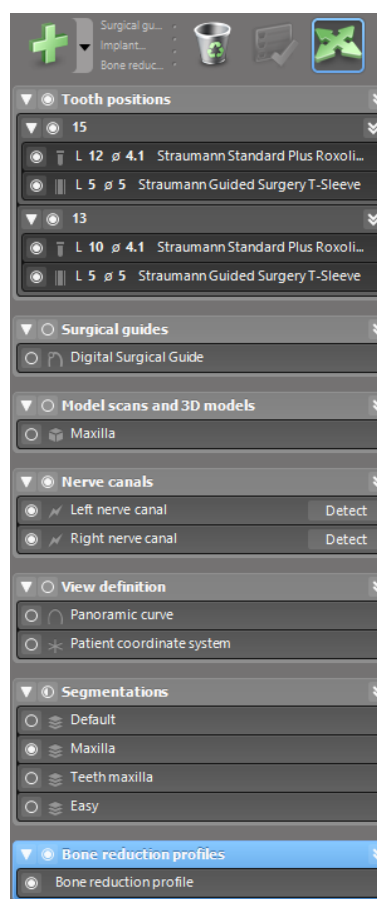 Surgical gu...
Implant...
Bone reduc...
Tooth positions
15
L 12 ø 4.1 Straumann Standard Plus Roxoli...
L 5 ø 5 Straumann Guided Surgery T-Sleeve
13
L 10 ø 4.1 Straumann Standard Plus Roxoli...
L 5 ø 5 Straumann Guided Surgery T-Sleeve
Surgical guides
Digital Surgical Guide
Model scans and 3D models
Maxilla
Nerve canals
Left nerve canal Detect
Right nerve canal Detect
View definition
Panoramic curve
Patient coordinate system
Segmentations
Default
Maxilla
Teeth maxilla
Easy
Bone reduction profiles
Bone reduction profile